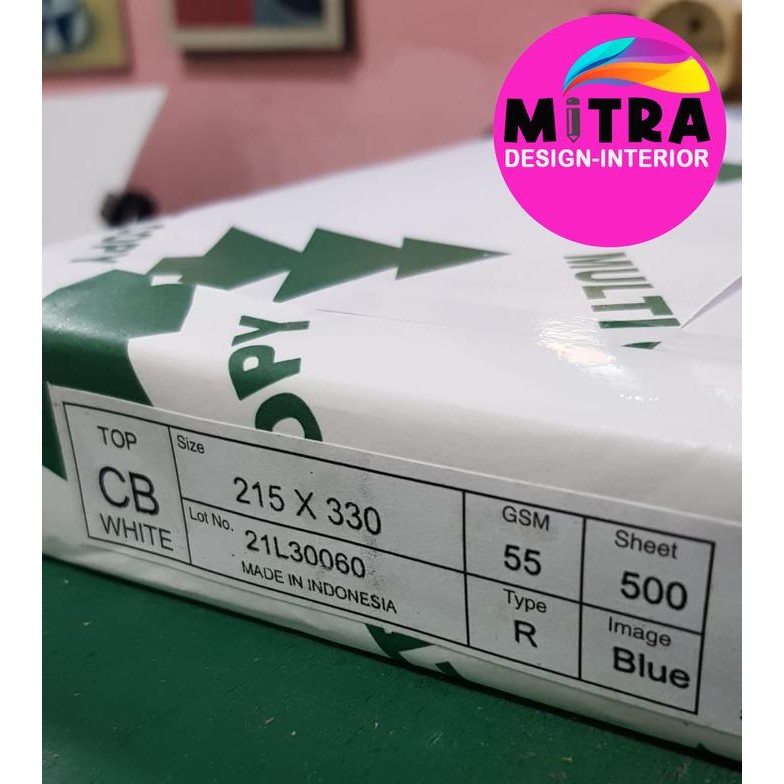 MiTRA
DESIGN-INTERIOR
MULTI
OPY
TOP
CB
WHITE
Size
215 X 330
Lot No.
21L30060
MADE IN INDONESIA
GSM
55
Type
R
Sheet
500
Image
Blue